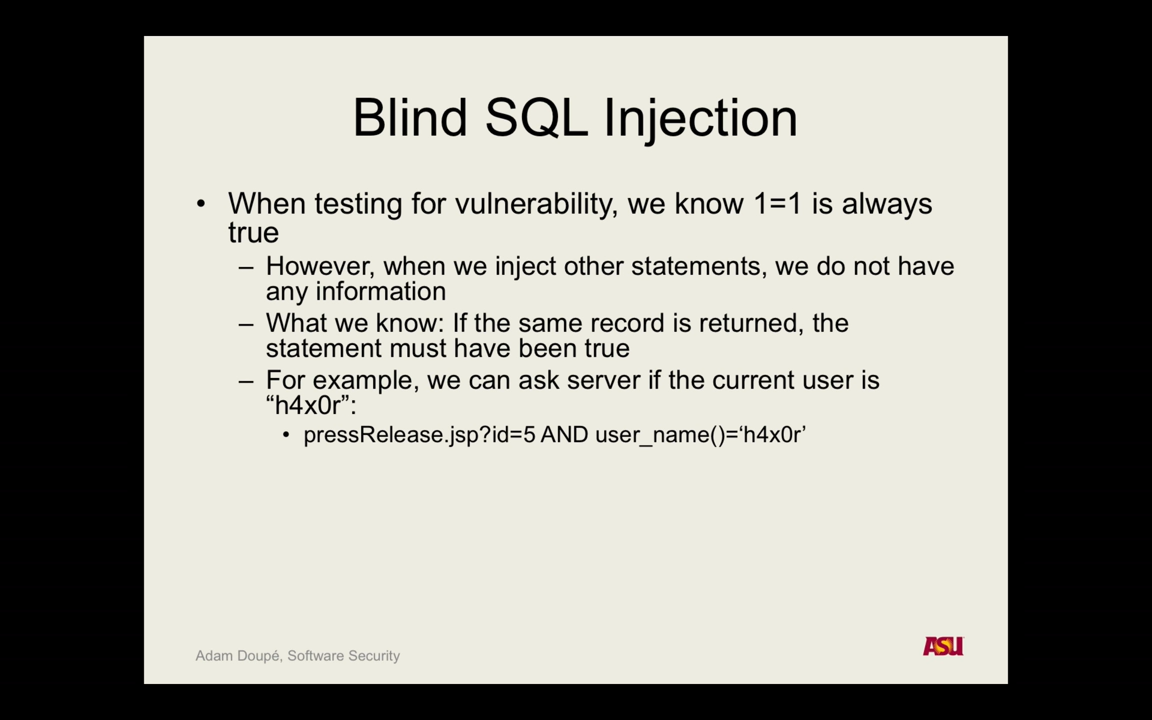 Blind SQL Injection
• When testing for vulnerability, we know 1=1 is always
true
– However, when we inject other statements, we do not have
any information
– What we know: If the same record is returned, the
statement must have been true
– For example, we can ask server if the current user is
“h4x0r”:
• pressRelease.jsp?id=5 AND user_name()=‘h4x0r’
Adam Doupé, Software Security
ASU